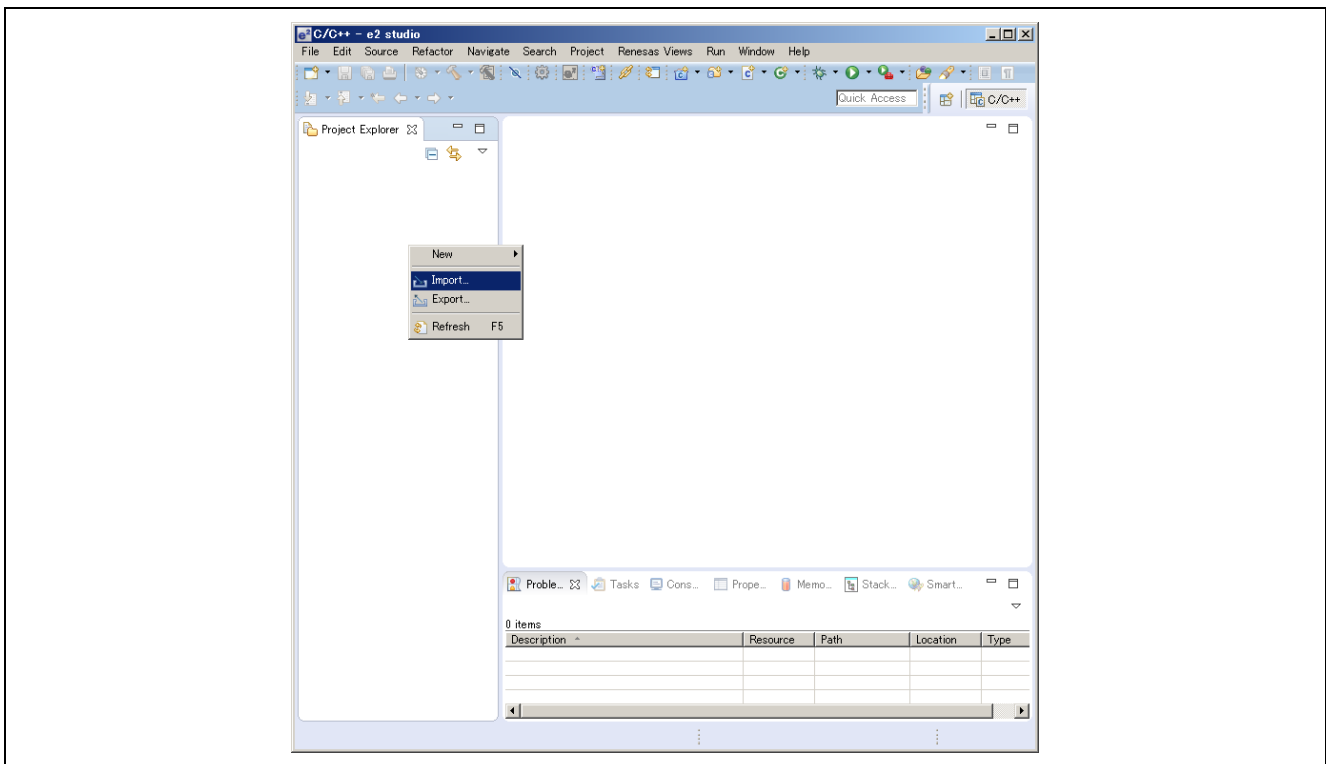 e² C/C++ - e2 studio
File Edit Source Refactor Navigate Search Project Renesas Views Run Window Help
Quick Access C/C++
Project Explorer
New
Import...
Export...
Refresh F5
Proble... Tasks Cons... Prope... Memo... Stack... Smart...
0 items
Description Resource Path Location Type